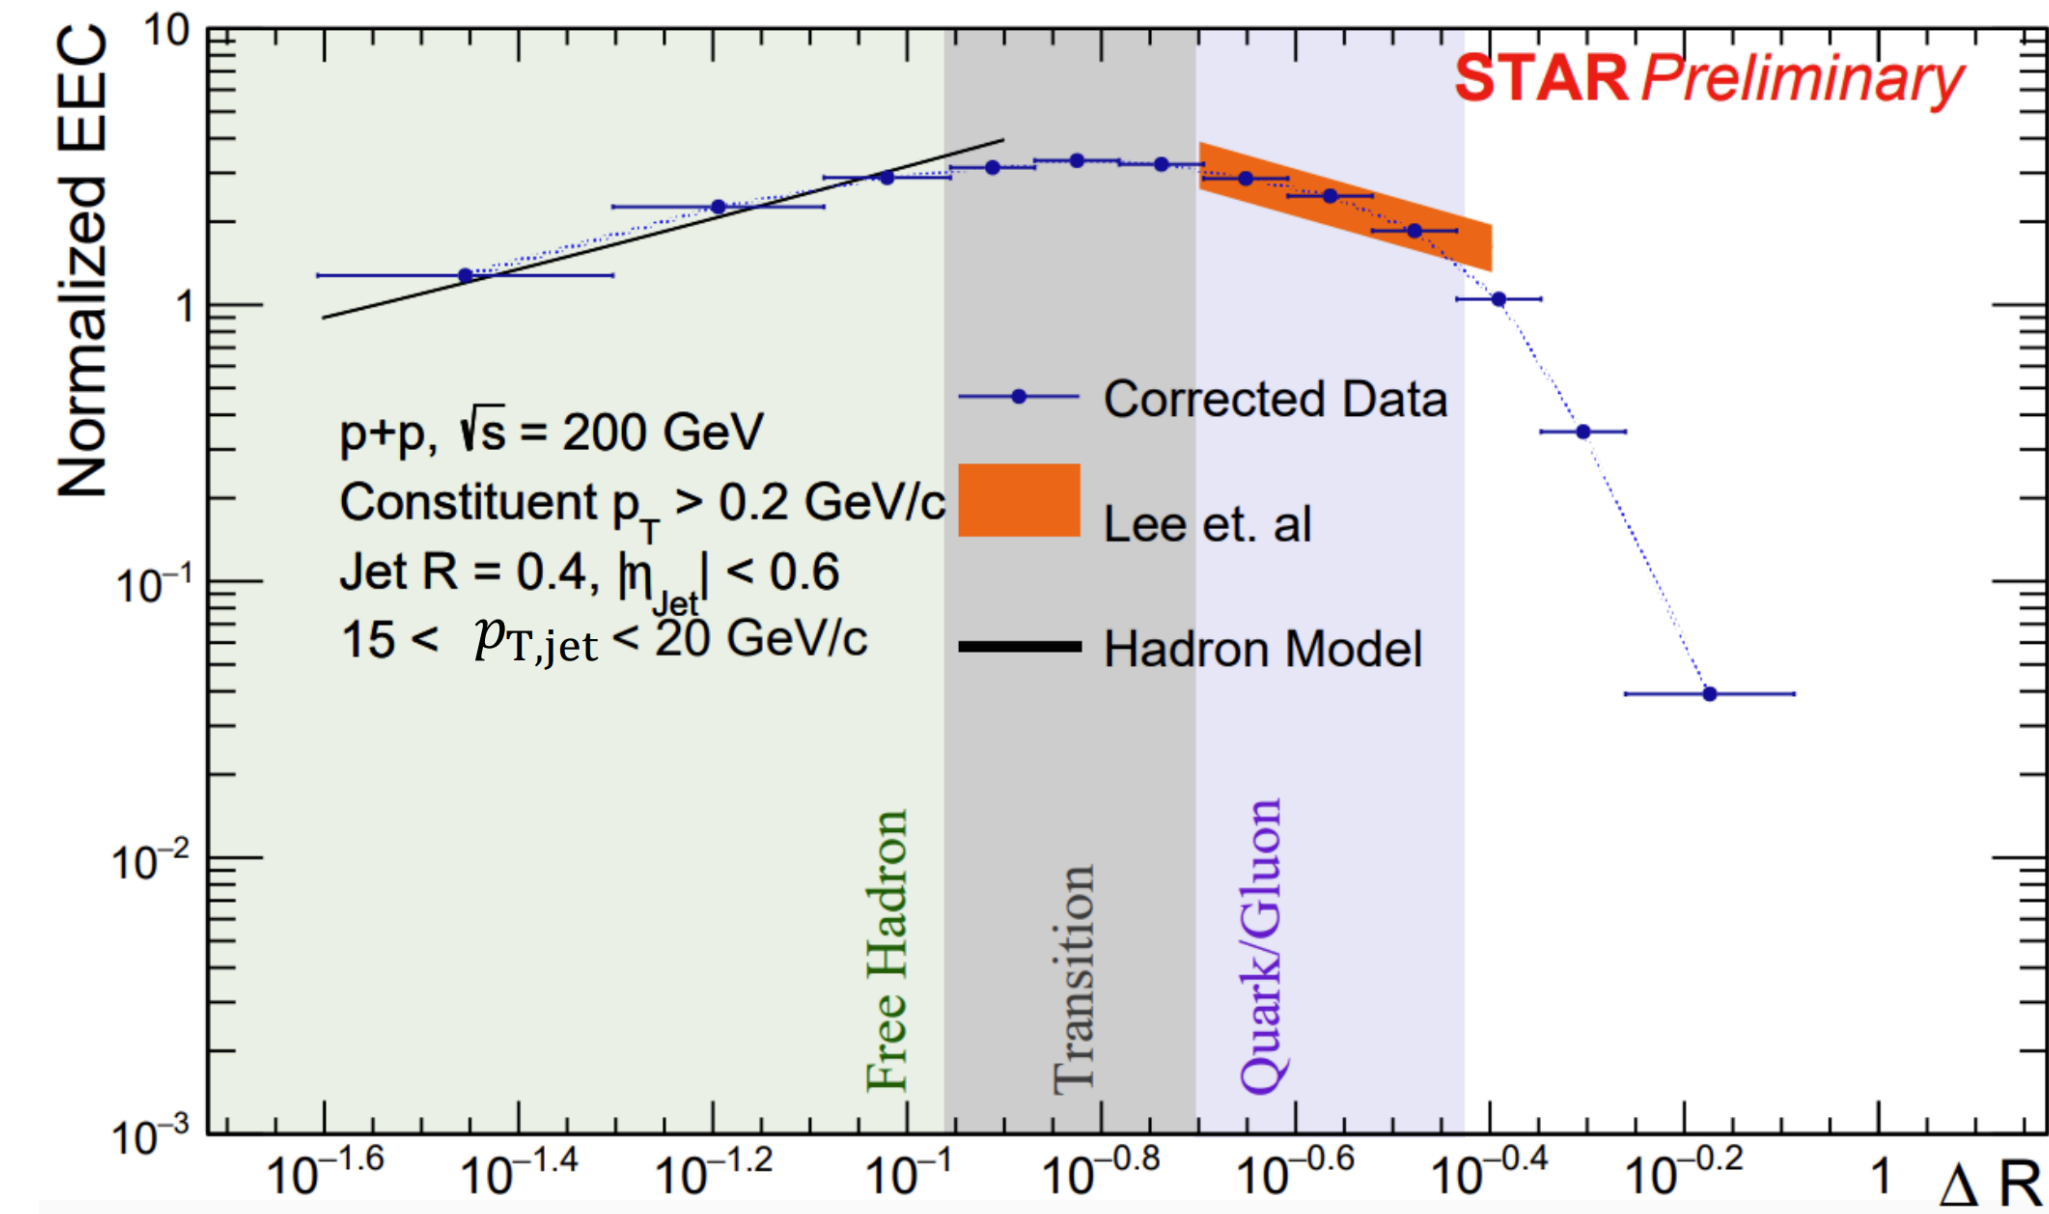 Normalized EEC
10
1
10⁻¹
10⁻²
10⁻³
STAR Preliminary
p+p, √s = 200 GeV
Constituent p_T > 0.2 GeV/c
Jet R = 0.4, |η_Jet| < 0.6
15 < p_T,jet < 20 GeV/c
Corrected Data
Lee et. al
Hadron Model
Free Hadron
Transition
Quark/Gluon
10⁻¹·⁶ 10⁻¹·⁴ 10⁻¹·² 10⁻¹ 10⁻⁰·⁸ 10⁻⁰·⁶ 10⁻⁰·⁴ 10⁻⁰·² 1 Δ R